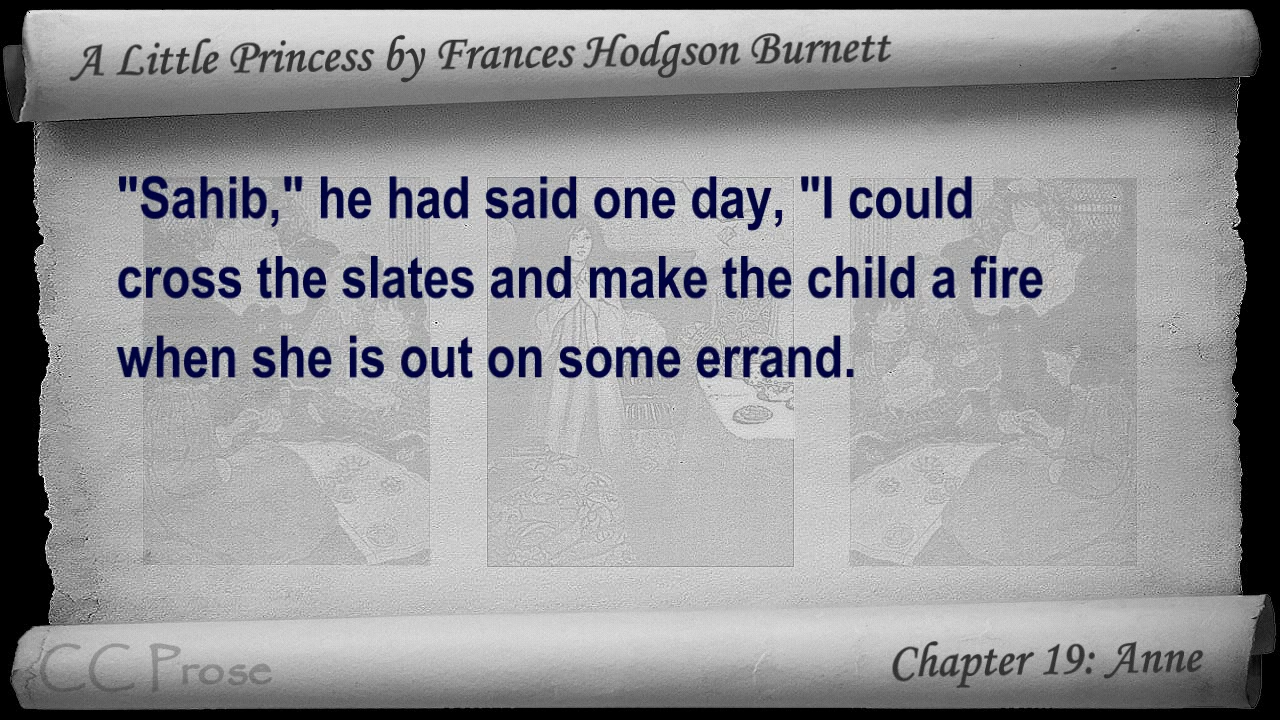 A Little Princess by Frances Hodgson Burnett
"Sahib," he had said one day, "I could
cross the slates and make the child a fire
when she is out on some errand.
CC Prose
Chapter 19: Anne